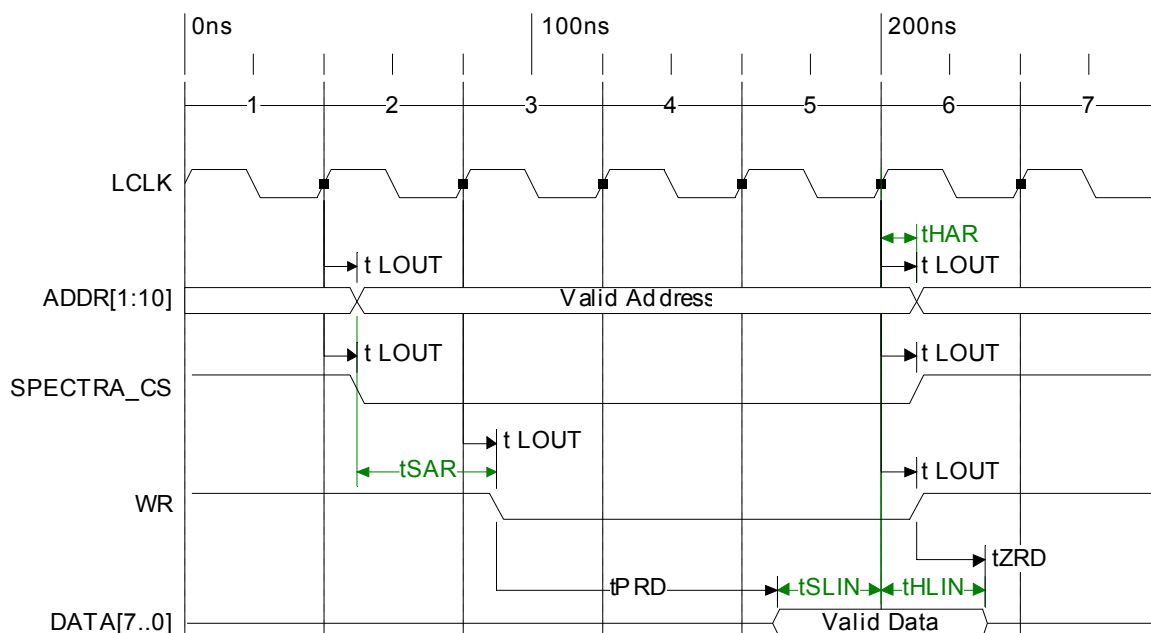 0ns 100ns 200ns
1 2 3 4 5 6 7
LCLK
tHAR
t LOUT t LOUT
ADDR[1:10] Valid Address
t LOUT t LOUT
SPECTRA_CS
t LOUT
tSAR t LOUT
WR
tZRD
tPRD tSLIN tHLIN
DATA[7..0] Valid Data